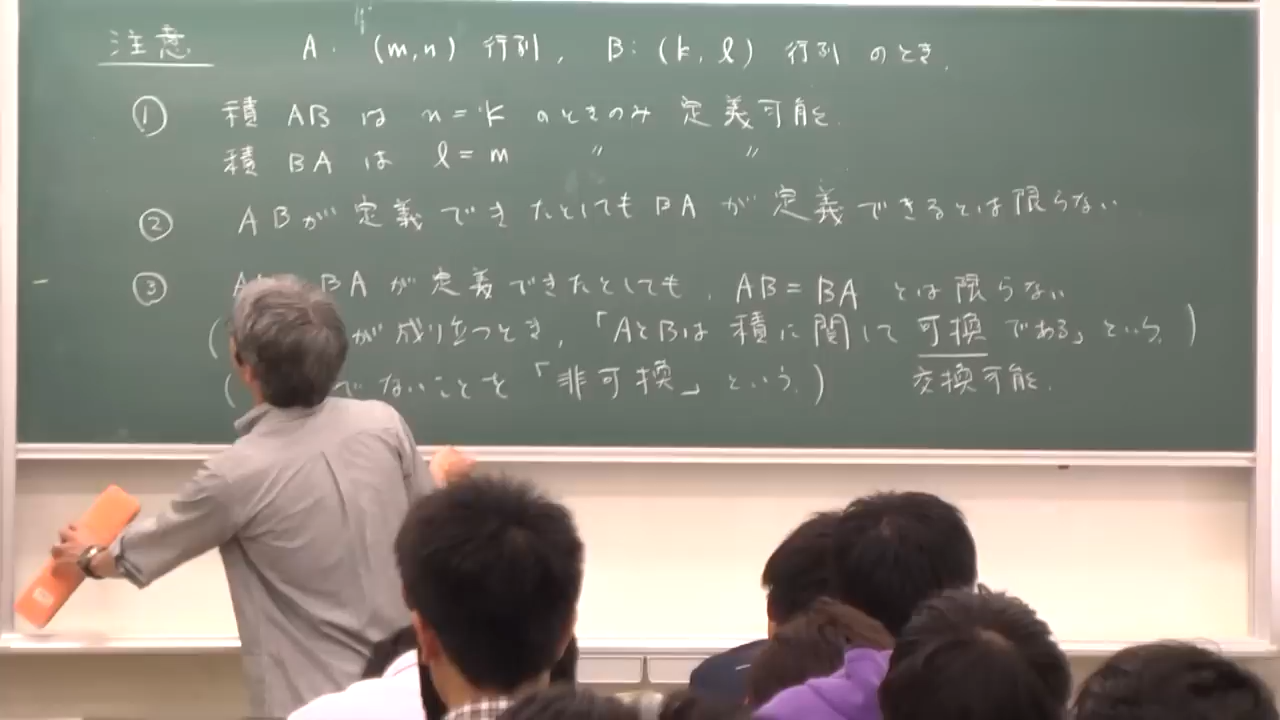 注意 A: (m,n) 行列, B: (k, ℓ) 行列 のとき.
① 積 AB は n = k のときのみ 定義可能.
積 BA は ℓ = m 〃 〃
② ABが 定義できたとしても BA が 定義できるとは限らない
③ BA が 定義できたとしても, AB = BA とは限らない
( が成り立つとき, 「AとBは 積に関して 可換 である」という. )
( でないことを 「非可換」という. ) 交換可能.